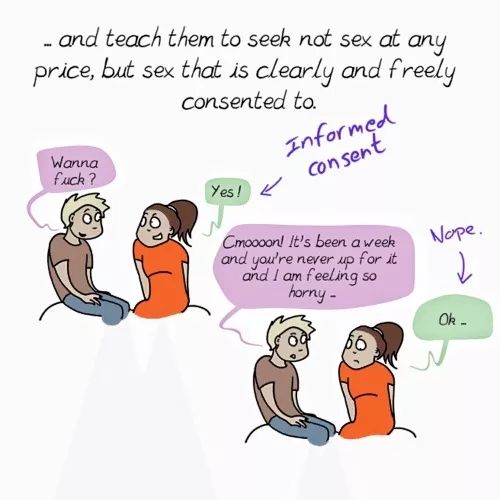 ... and teach them to seek not sex at any
price, but sex that is clearly and freely
consented to.
Informed
consent
Wanna
fuck?
Yes!
Nope.
Cmoooon! It's been a week
and you're never up for it
and I am feeling so
horny ...
Ok ...